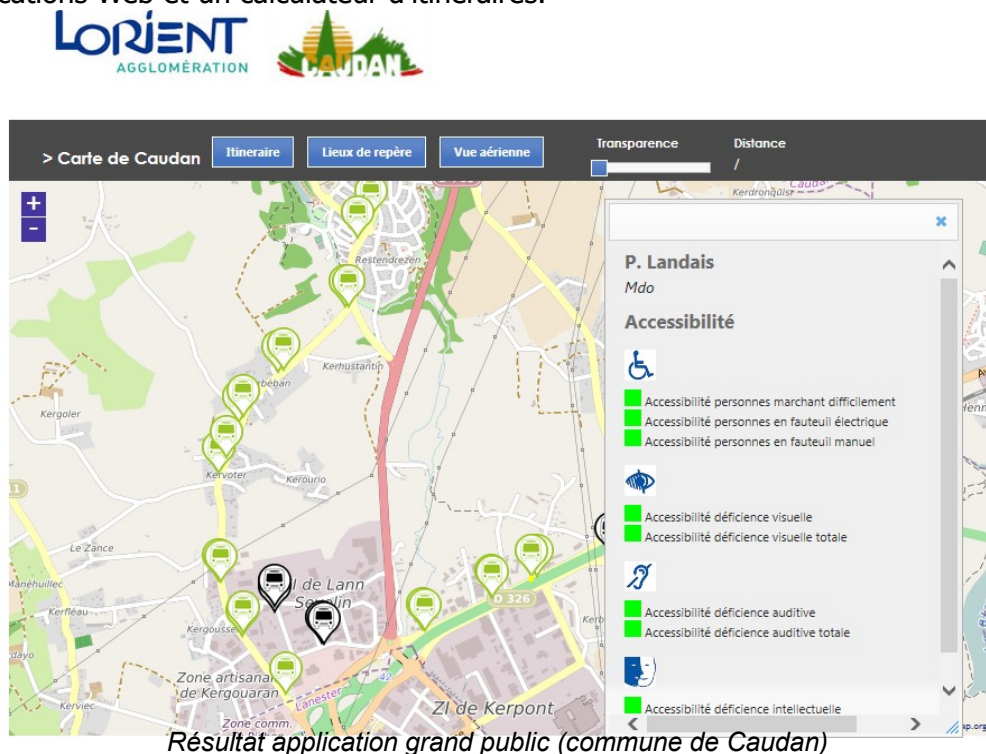 cations Web et un calculateur d'itinéraires.
LORIENT
AGGLOMÉRATION
CAUDAN
> Carte de Caudan
Itineraire
Lieux de repère
Vue aérienne
Transparence
Distance
/
+
-
Restendrezen
Kerhustantin
Kergoler
Kervoter
Kerourio
Le Zance
Manéhuillec
Kerfléau
Kergousse
Kerviec
Zone artisanale
de Kergouaran
Zone comm.
Lanester
42
D 326
ZI de Kerpont
P. Landais
Mdo
Accessibilité
Accessibilité personnes marchant difficilement
Accessibilité personnes en fauteuil électrique
Accessibilité personnes en fauteuil manuel
Accessibilité déficience visuelle
Accessibilité déficience visuelle totale
Accessibilité déficience auditive
Accessibilité déficience auditive totale
Accessibilité déficience intellectuelle
Résultat application grand public (commune de Caudan)